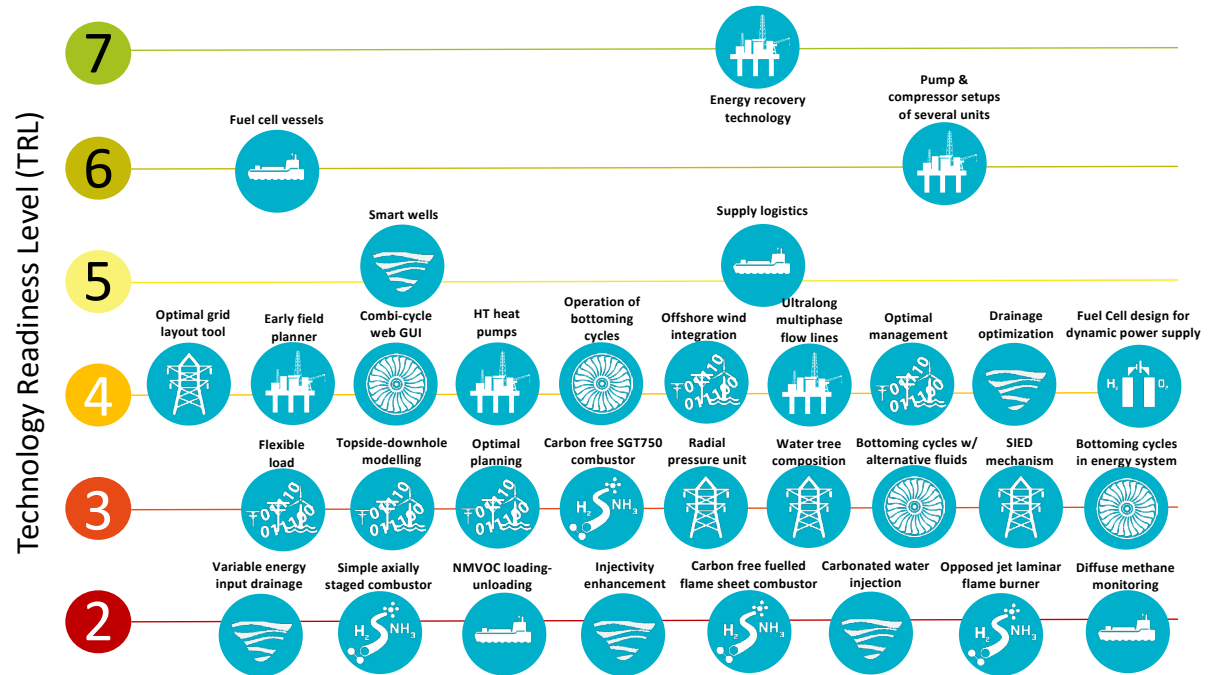 Technology Readiness Level (TRL)
7
Energy recovery
technology
6
Fuel cell vessels
Pump &
compressor setups
of several units
5
Smart wells
Supply logistics
4
Optimal grid
layout tool
Early field
planner
Combi-cycle
web GUI
HT heat
pumps
Operation of
bottoming
cycles
Offshore wind
integration
Ultralong
multiphase
flow lines
Optimal
management
Drainage
optimization
Fuel Cell design for
dynamic power supply
3
Flexible
load
Topside-downhole
modelling
Optimal
planning
Carbon free SGT750
combustor
H₂ NH₃
Radial
pressure unit
Water tree
composition
Bottoming cycles w/
alternative fluids
SIED
mechanism
Bottoming cycles
in energy system
2
Variable energy
input drainage
Simple axially
staged combustor
H₂ NH₃
NMVOC loading-
unloading
Injectivity
enhancement
Carbon free fuelled
flame sheet combustor
H₂ NH₃
Carbonated water
injection
Opposed jet laminar
flame burner
H₂ NH₃
Diffuse methane
monitoring